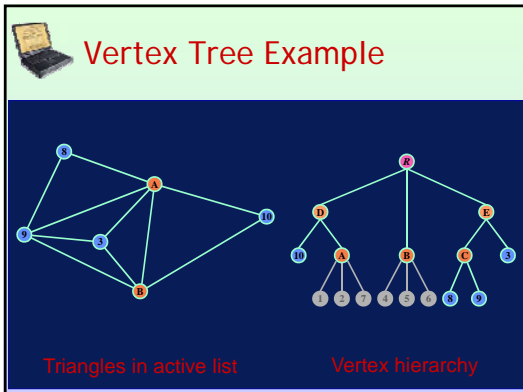 Vertex Tree Example
8
A
R
10
D
E
9
3
10
A
B
C
3
B
1
2
7
4
5
6
8
9
Triangles in active list
Vertex hierarchy